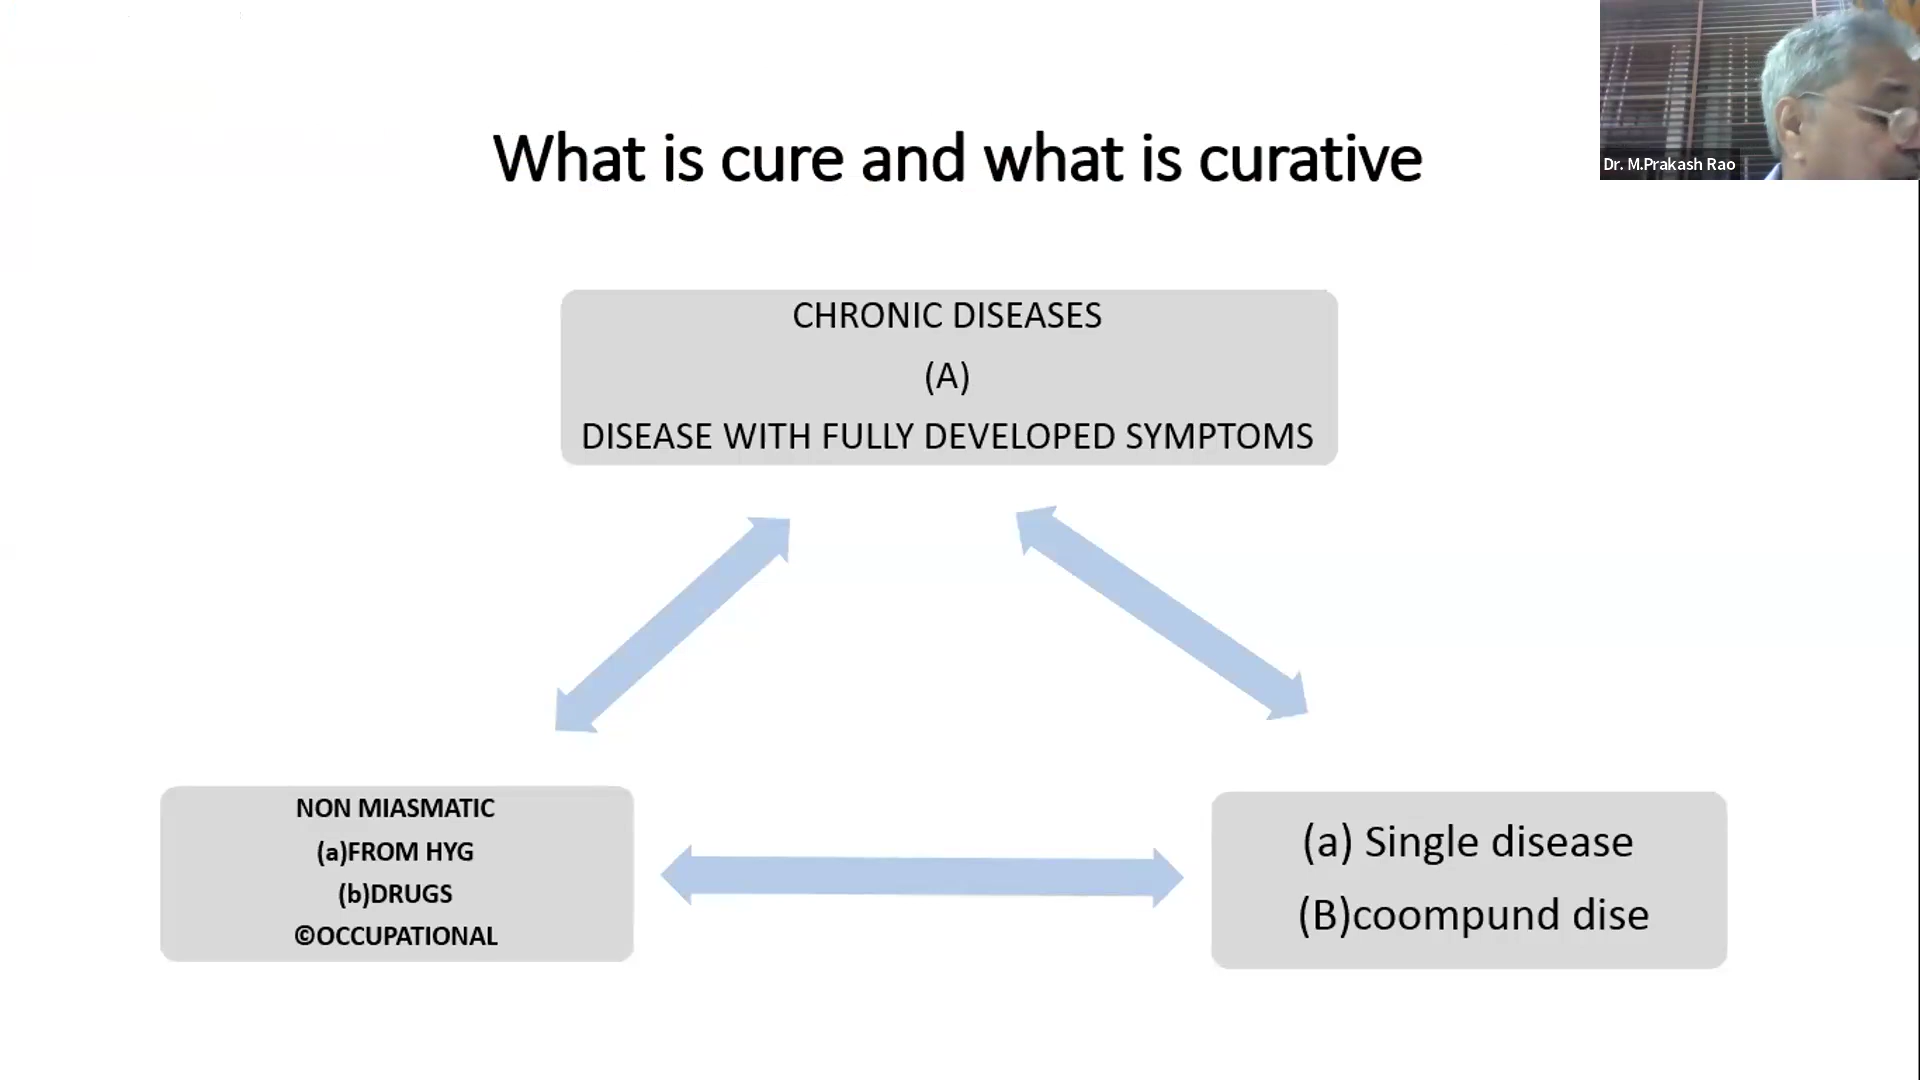 What is cure and what is curative
Dr. M.Prakash Rao
CHRONIC DISEASES
(A)
DISEASE WITH FULLY DEVELOPED SYMPTOMS
NON MIASMATIC
(a)FROM HYG
(b)DRUGS
©OCCUPATIONAL
(a) Single disease
(B)coompund dise